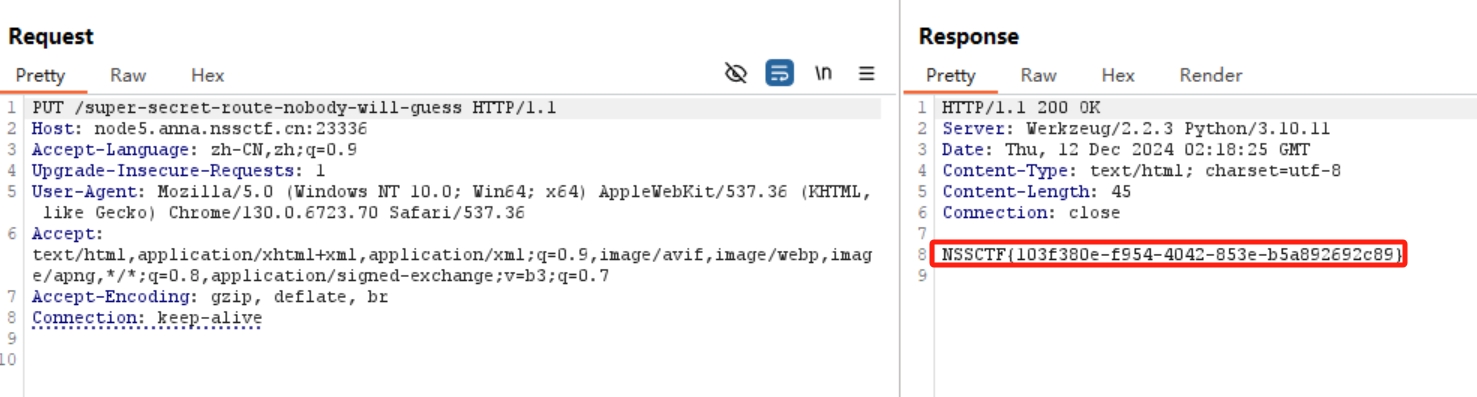 Request
Pretty Raw Hex \n
1 PUT /super-secret-route-nobody-will-guess HTTP/1.1
2 Host: node5.anna.nssctf.cn:23336
3 Accept-Language: zh-CN,zh;q=0.9
4 Upgrade-Insecure-Requests: 1
5 User-Agent: Mozilla/5.0 (Windows NT 10.0; Win64; x64) AppleWebKit/537.36 (KHTML,
like Gecko) Chrome/130.0.6723.70 Safari/537.36
6 Accept:
text/html,application/xhtml+xml,application/xml;q=0.9,image/avif,image/webp,imag
e/apng,*/*;q=0.8,application/signed-exchange;v=b3;q=0.7
7 Accept-Encoding: gzip, deflate, br
8 Connection: keep-alive
9
10
Response
Pretty Raw Hex Render
1 HTTP/1.1 200 OK
2 Server: Werkzeug/2.2.3 Python/3.10.11
3 Date: Thu, 12 Dec 2024 02:18:25 GMT
4 Content-Type: text/html; charset=utf-8
5 Content-Length: 45
6 Connection: close
7
8 NSSCTF{103f380e-f954-4042-853e-b5a892692c89}
9